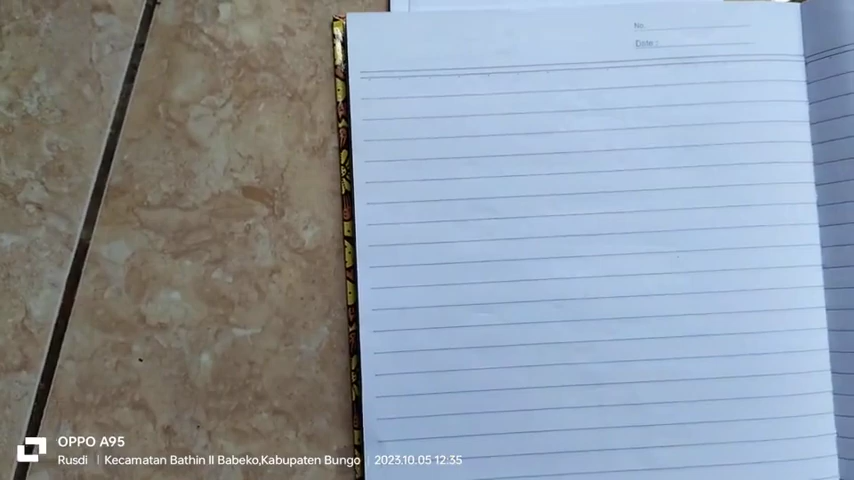 No
Date :
OPPO A95
Rusdi | Kecamatan Bathin II Babeko,Kabupaten Bungo | 2023.10.05 12:35